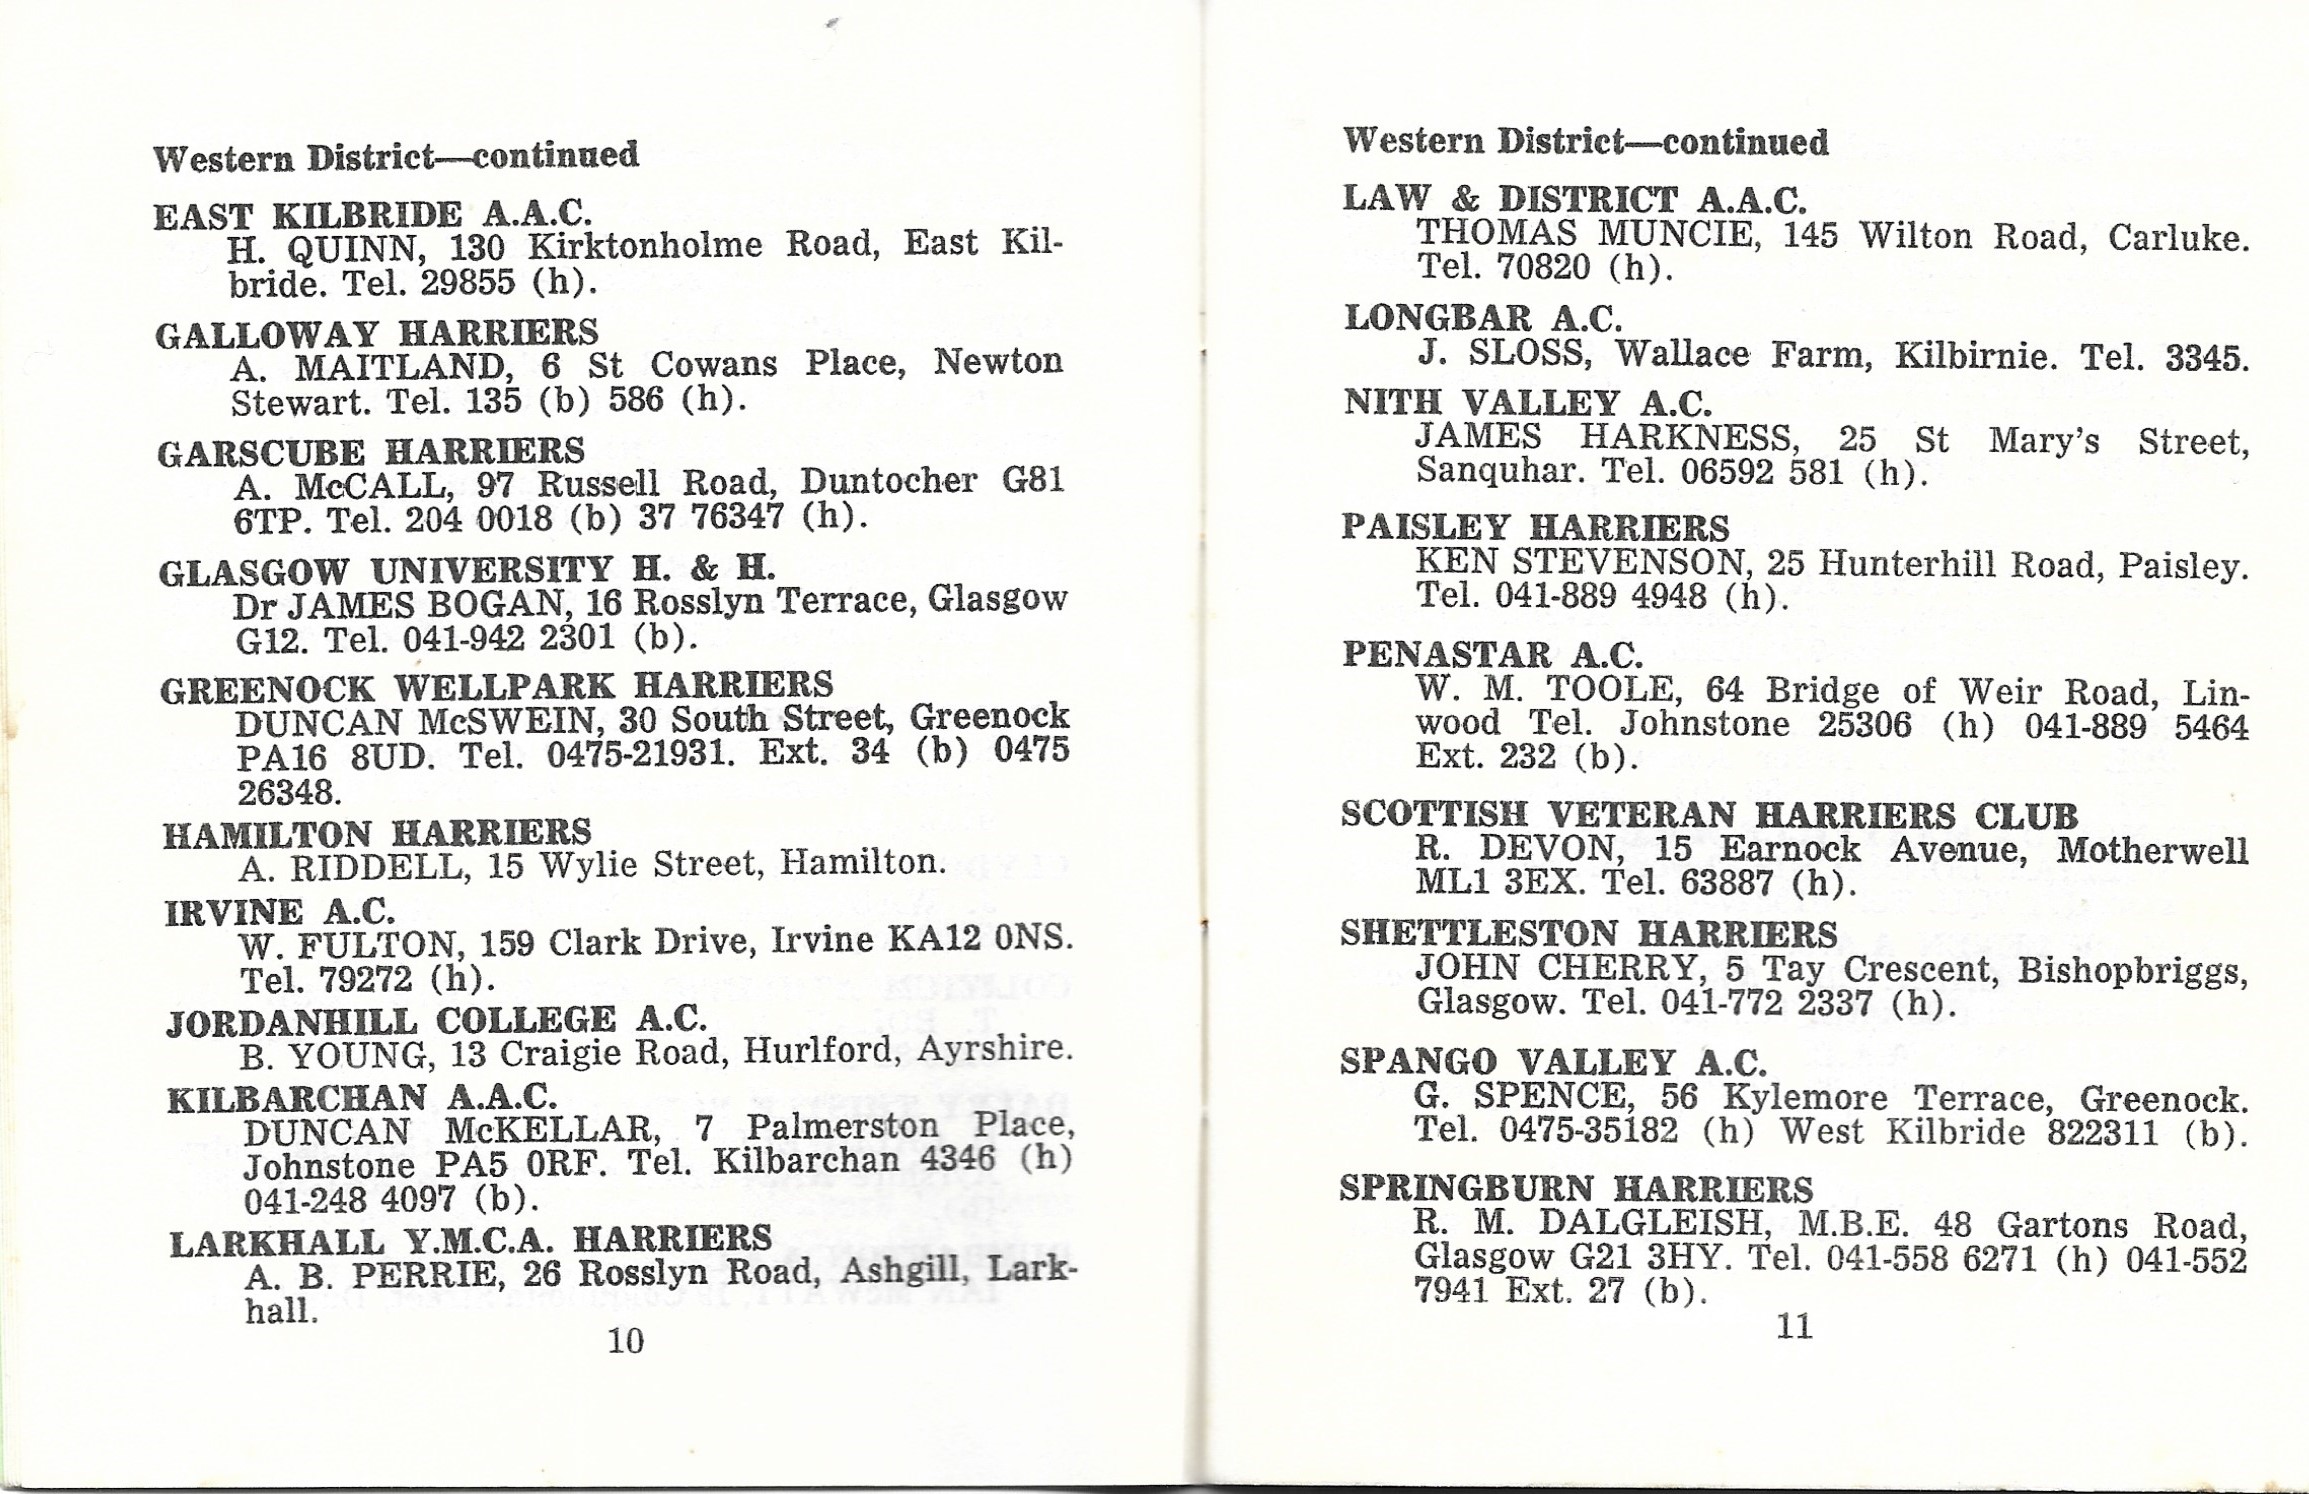 Western District—continued
EAST KILBRIDE A.A.C.
H. QUINN, 130 Kirktonholme Road, East Kil-
bride. Tel. 29855 (h).
GALLOWAY HARRIERS
A. MAITLAND, 6 St Cowans Place, Newton
Stewart. Tel. 135 (b) 586 (h).
GARSCUBE HARRIERS
A. McCALL, 97 Russell Road, Duntocher G81
6TP. Tel. 204 0018 (b) 37 76347 (h).
GLASGOW UNIVERSITY H. & H.
Dr JAMES BOGAN, 16 Rosslyn Terrace, Glasgow
G12. Tel. 041-942 2301 (b).
GREENOCK WELLPARK HARRIERS
DUNCAN McSWEIN, 30 South Street, Greenock
PA16 8UD. Tel. 0475-21931. Ext. 34 (b) 0475
26348.
HAMILTON HARRIERS
A. RIDDELL, 15 Wylie Street, Hamilton.
IRVINE A.C.
W. FULTON, 159 Clark Drive, Irvine KA12 0NS.
Tel. 79272 (h).
JORDANHILL COLLEGE A.C.
B. YOUNG, 13 Craigie Road, Hurlford, Ayrshire.
KILBARCHAN A.A.C.
DUNCAN McKELLAR, 7 Palmerston Place,
Johnstone PA5 0RF. Tel. Kilbarchan 4346 (h)
041-248 4097 (b).
LARKHALL Y.M.C.A. HARRIERS
A. B. PERRIE, 26 Rosslyn Road, Ashgill, Lark-
hall.
10
Western District—continued
LAW & DISTRICT A.A.C.
THOMAS MUNCIE, 145 Wilton Road, Carluke.
Tel. 70820 (h).
LONGBAR A.C.
J. SLOSS, Wallace Farm, Kilbirnie. Tel. 3345.
NITH VALLEY A.C.
JAMES HARKNESS, 25 St Mary's Street,
Sanquhar. Tel. 06592 581 (h).
PAISLEY HARRIERS
KEN STEVENSON, 25 Hunterhill Road, Paisley.
Tel. 041-889 4948 (h).
PENASTAR A.C.
W. M. TOOLE, 64 Bridge of Weir Road, Lin-
wood Tel. Johnstone 25306 (h) 041-889 5464
Ext. 232 (b).
SCOTTISH VETERAN HARRIERS CLUB
R. DEVON, 15 Earnock Avenue, Motherwell
ML1 3EX. Tel. 63887 (h).
SHETTLESTON HARRIERS
JOHN CHERRY, 5 Tay Crescent, Bishopbriggs,
Glasgow. Tel. 041-772 2337 (h).
SPANGO VALLEY A.C.
G. SPENCE, 56 Kylemore Terrace, Greenock.
Tel. 0475-35182 (h) West Kilbride 822311 (b).
SPRINGBURN HARRIERS
R. M. DALGLEISH, M.B.E. 48 Gartons Road,
Glasgow G21 3HY. Tel. 041-558 6271 (h) 041-552
7941 Ext. 27 (b).
11